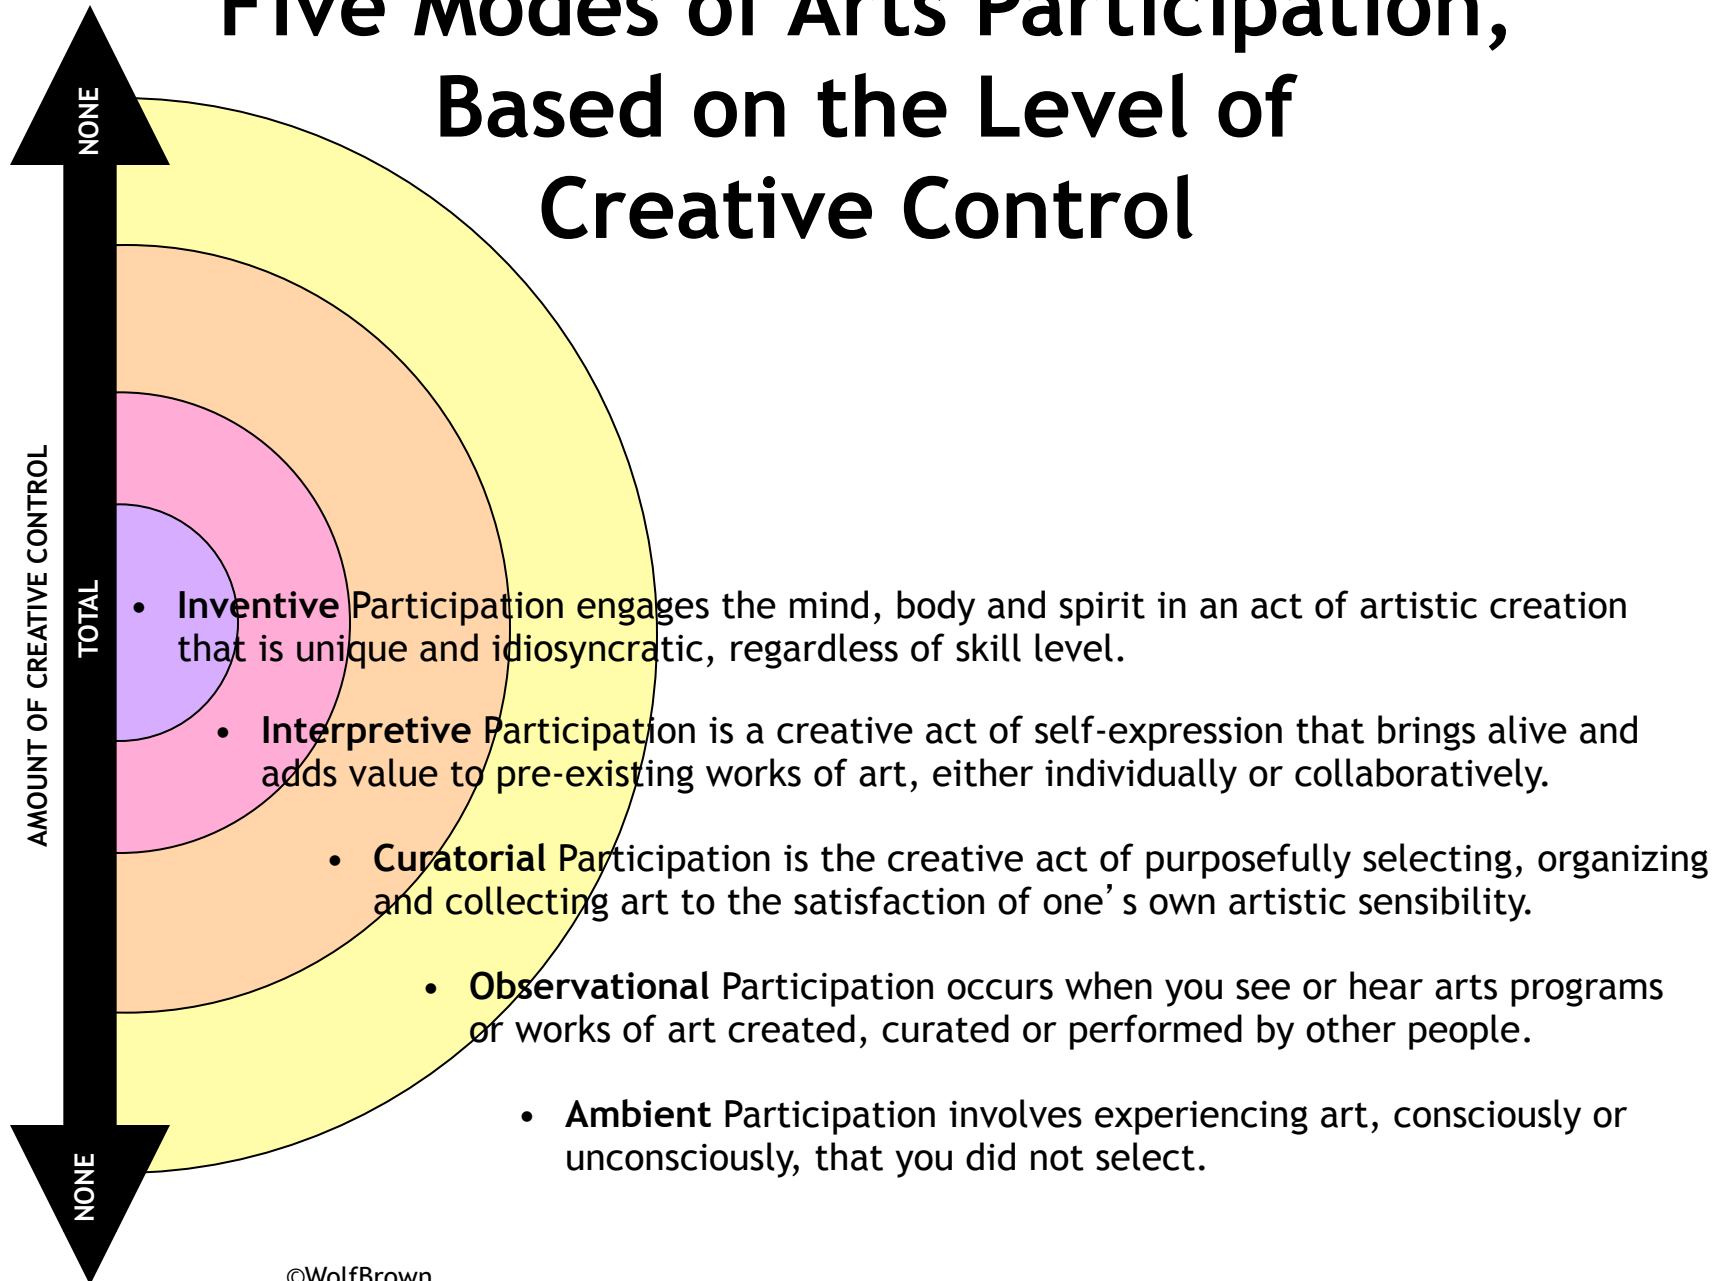 Five Modes of Arts Participation,
Based on the Level of
Creative Control
NONE
AMOUNT OF CREATIVE CONTROL
TOTAL
• Inventive Participation engages the mind, body and spirit in an act of artistic creation
that is unique and idiosyncratic, regardless of skill level.
• Interpretive Participation is a creative act of self-expression that brings alive and
adds value to pre-existing works of art, either individually or collaboratively.
• Curatorial Participation is the creative act of purposefully selecting, organizing
and collecting art to the satisfaction of one’s own artistic sensibility.
• Observational Participation occurs when you see or hear arts programs
or works of art created, curated or performed by other people.
• Ambient Participation involves experiencing art, consciously or
unconsciously, that you did not select.
NONE
©WolfBrown